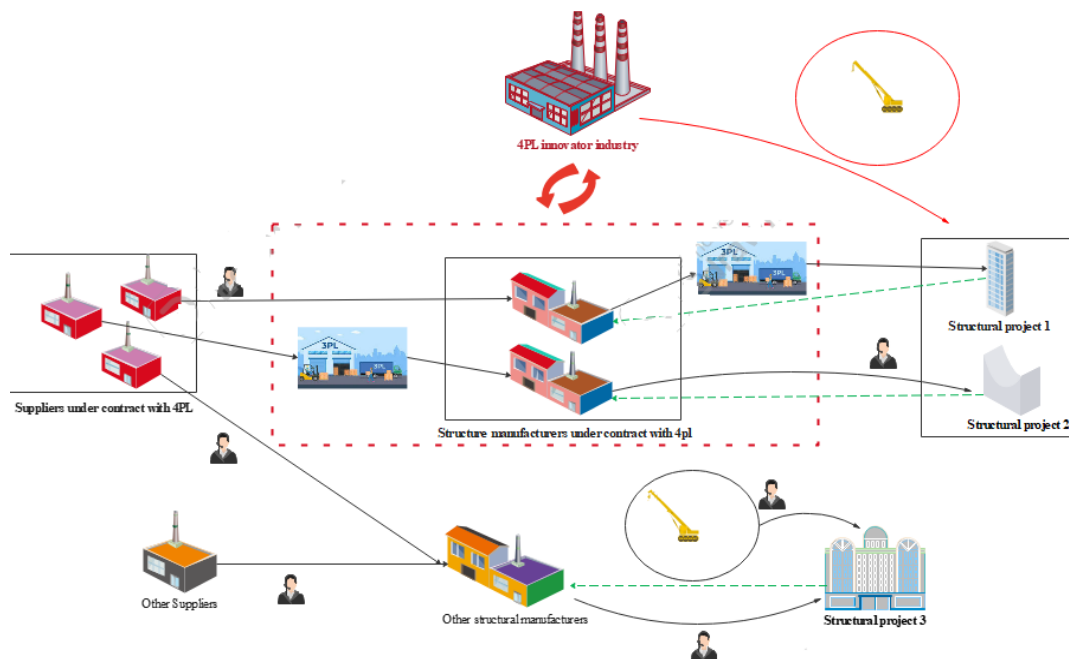 4PL innovator industry
3PL
3PL
Structural project 1
3PL
3PL
Suppliers under contract with 4PL
Structure manufacturers under contract with 4pl
Structural project 2
Other Suppliers
Other structural manufacturers
Structural project 3